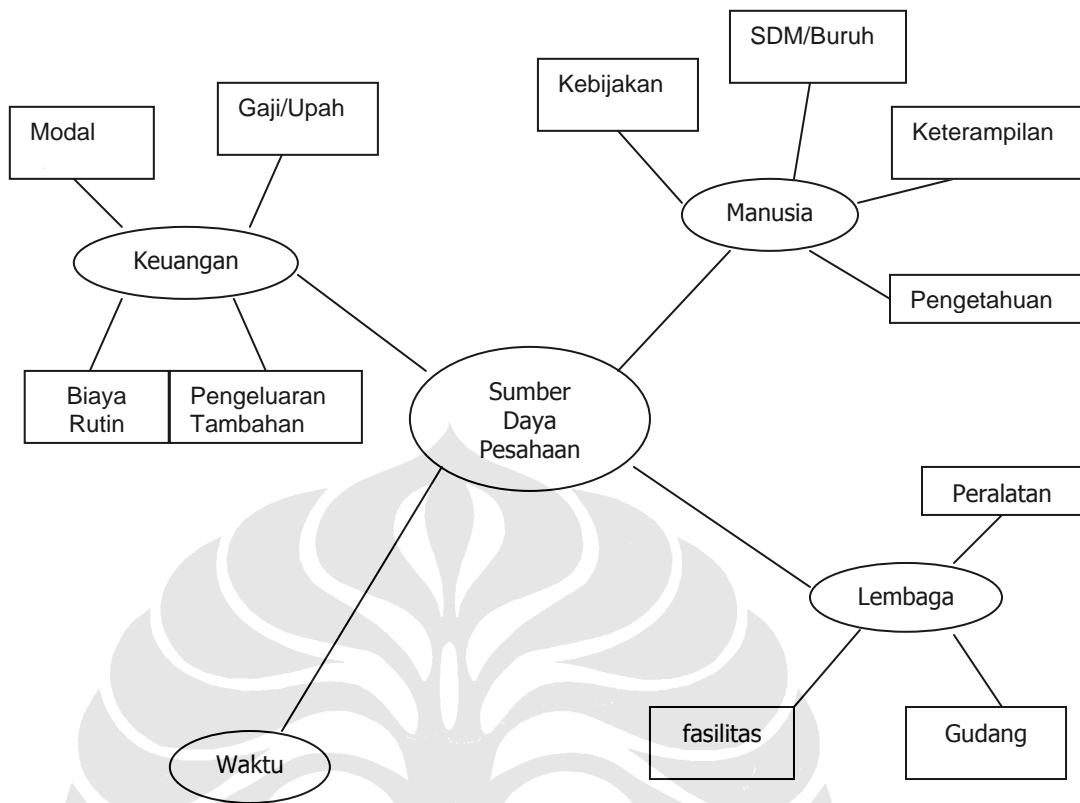 SDM/Buruh
Kebijakan
Gaji/Upah
Modal
Keterampilan
Manusia
Keuangan
Pengetahuan
Biaya
Rutin
Pengeluaran
Tambahan
Sumber
Daya
Pesahaan
Peralatan
Lembaga
fasilitas
Gudang
Waktu